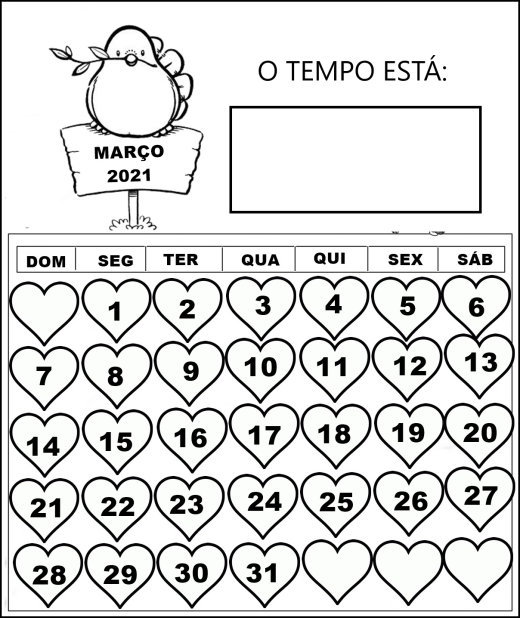 O TEMPO ESTÁ:
MARÇO
2021
DOM SEG TER QUA QUI SEX SÁB
1 2 3 4 5 6
7 8 9 10 11 12 13
14 15 16 17 18 19 20
21 22 23 24 25 26 27
28 29 30 31